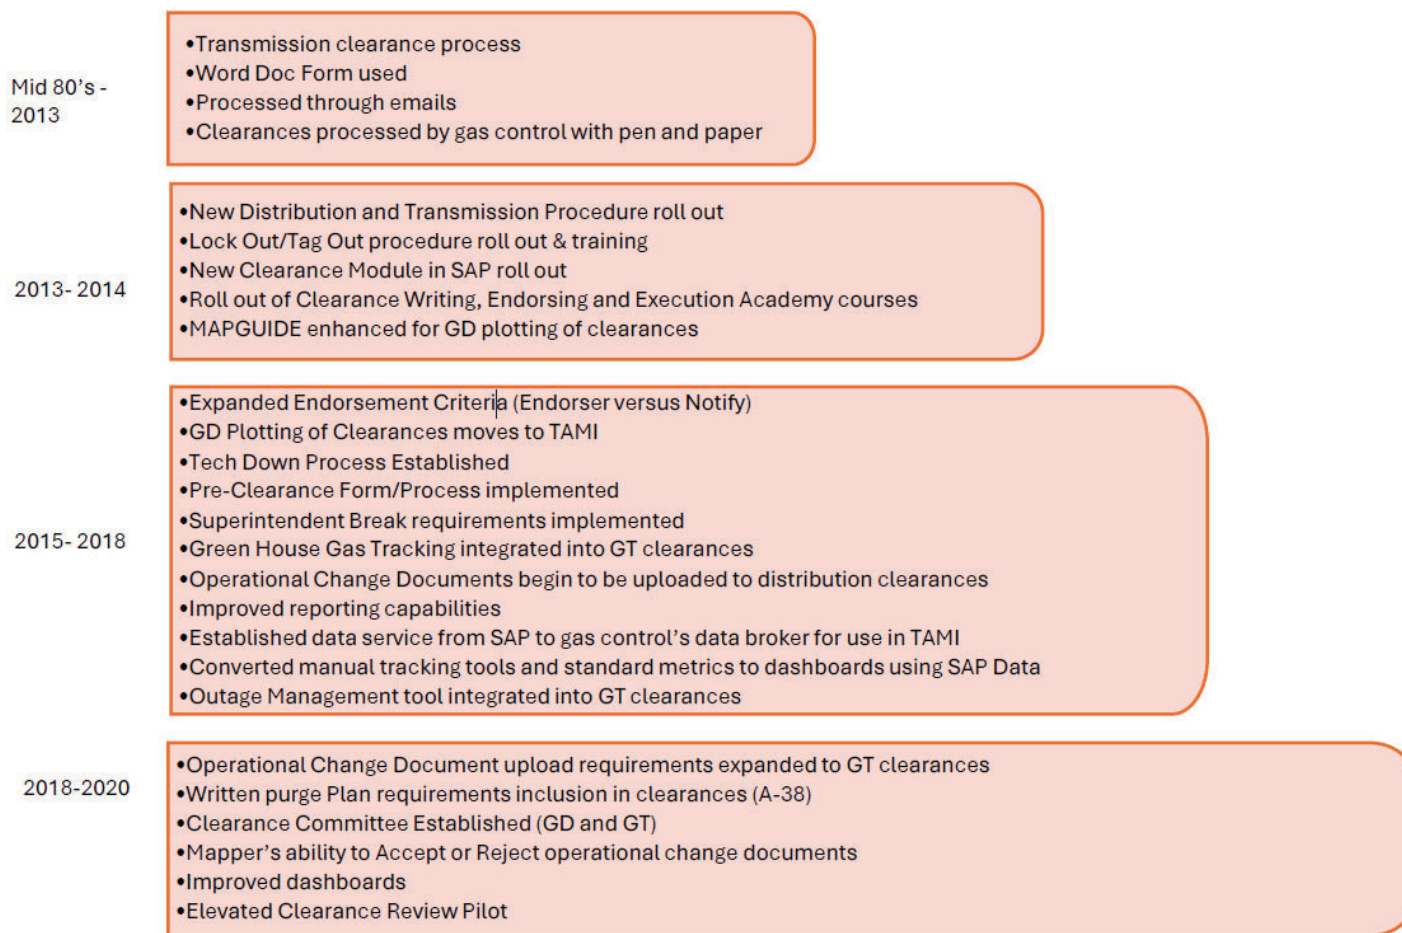 Mid 80’s -
2013
•Transmission clearance process
•Word Doc Form used
•Processed through emails
•Clearances processed by gas control with pen and paper
2013- 2014
•New Distribution and Transmission Procedure roll out
•Lock Out/Tag Out procedure roll out & training
•New Clearance Module in SAP roll out
•Roll out of Clearance Writing, Endorsing and Execution Academy courses
•MAPGUIDE enhanced for GD plotting of clearances
2015- 2018
•Expanded Endorsement Criteria (Endorser versus Notify)
•GD Plotting of Clearances moves to TAMI
•Tech Down Process Established
•Pre-Clearance Form/Process implemented
•Superintendent Break requirements implemented
•Green House Gas Tracking integrated into GT clearances
•Operational Change Documents begin to be uploaded to distribution clearances
•Improved reporting capabilities
•Established data service from SAP to gas control’s data broker for use in TAMI
•Converted manual tracking tools and standard metrics to dashboards using SAP Data
•Outage Management tool integrated into GT clearances
2018-2020
•Operational Change Document upload requirements expanded to GT clearances
•Written purge Plan requirements inclusion in clearances (A-38)
•Clearance Committee Established (GD and GT)
•Mapper’s ability to Accept or Reject operational change documents
•Improved dashboards
•Elevated Clearance Review Pilot